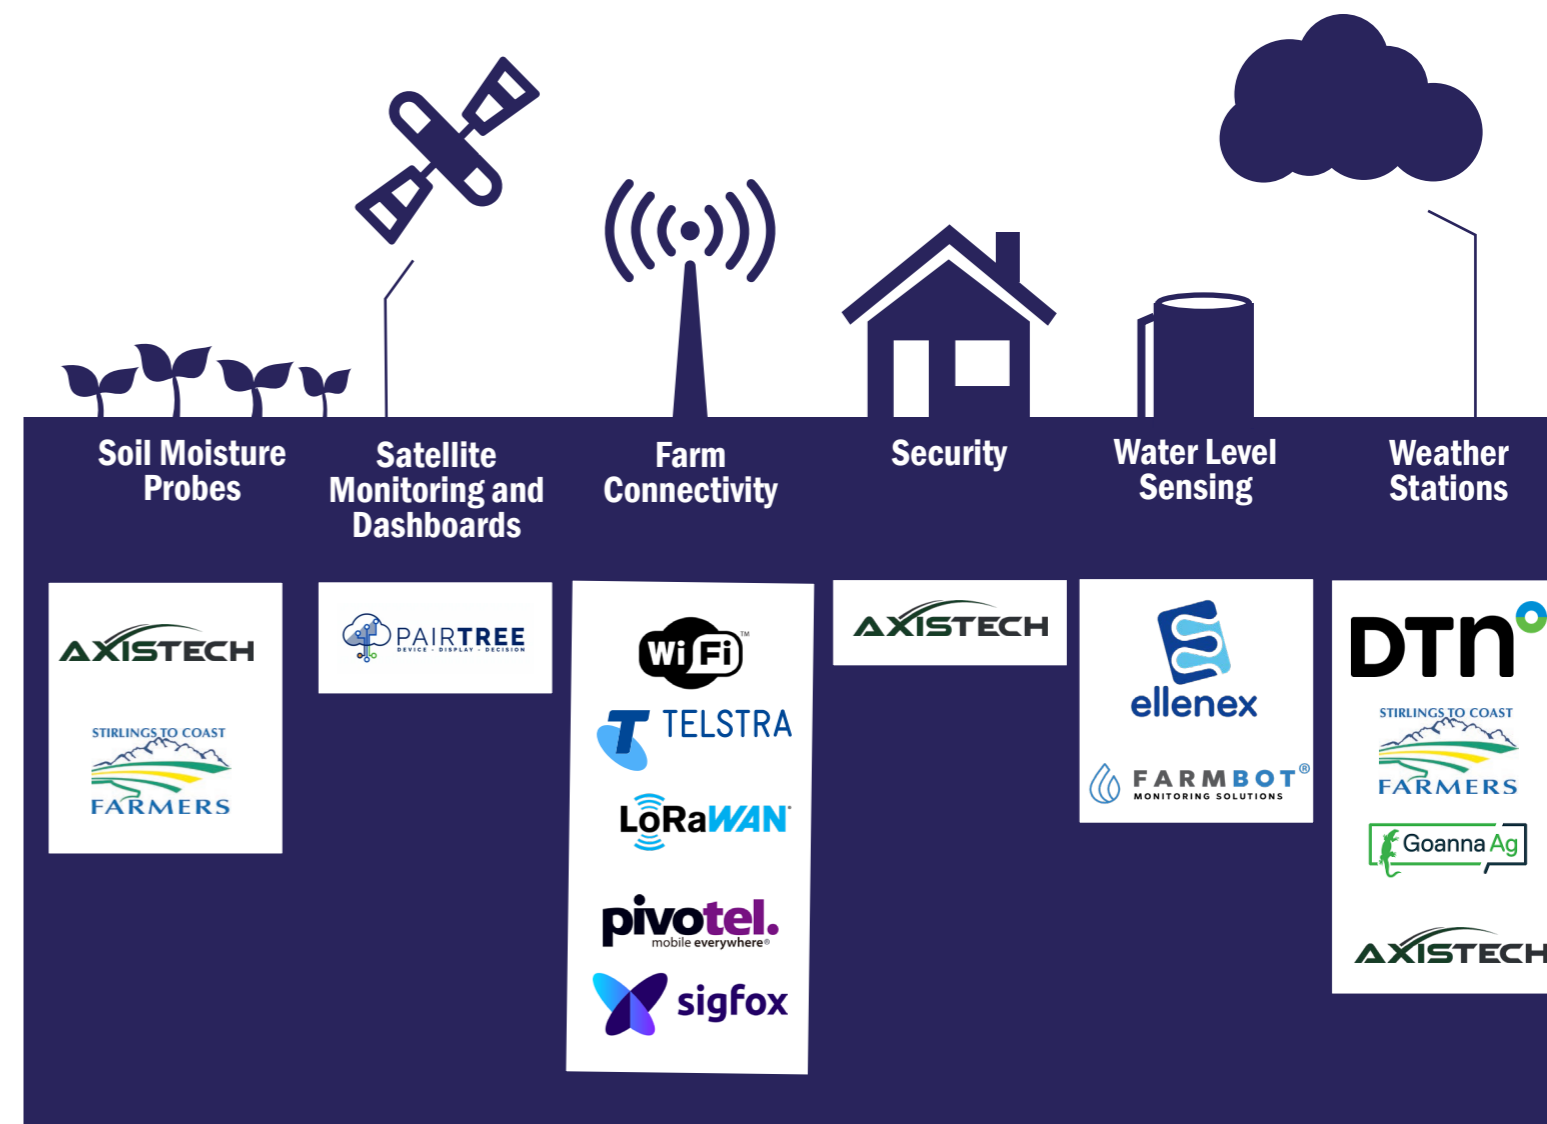 Soil Moisture
Probes
Satellite
Monitoring and
Dashboards
Farm
Connectivity
Security
Water Level
Sensing
Weather
Stations
AXISTECH
STIRLINGS TO COAST
FARMERS
PAIRTREE
DEVICE - DISPLAY - DECISION
WiFi™
T TELSTRA
LoRaWAN®
pivotel.
mobile everywhere®
sigfox
AXISTECH
ellenex
FARMBOT®
MONITORING SOLUTIONS
DTN
STIRLINGS TO COAST
FARMERS
Goanna Ag
AXISTECH